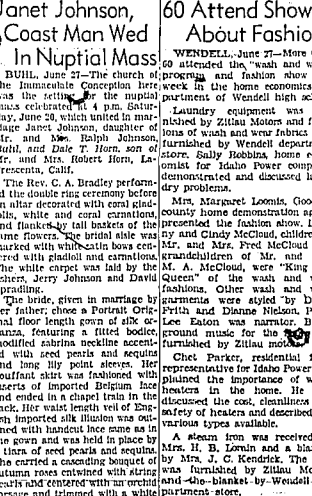 Janet Johnson,
Coast Man Wed
In Nuptial Mass
BUHL, June 27—The church of
the Immaculate Conception here
was the setting for the nuptial
mass celebrated at 4 p.m. Satur-
day, June 20, which united in mar-
riage Janet Johnson, daughter of
Mr. and Mrs. Ralph Johnson,
Buhl, and Dale T. Horn, son of
Mr. and Mrs. Robert Horn, La-
Crescenta, Calif.
The Rev. C. A. Bradley perform-
ed the double ring ceremony before
an altar decorated with coral glad-
iolis, white and coral carnations,
and flanked by tall baskets of the
same flowers. The bridal aisle was
marked with white satin bows cen-
tered with gladioli and carnations.
The white carpet was laid by the
ushers, Jerry Johnson and David
Spradling.
The bride, given in marriage by
her father, chose a Portrait Orig-
inal floor length gown of silk or-
ganza, featuring a fitted bodice,
modified sabrina neckline accent-
ed with seed pearls and sequins
and long lily point sleeves. Her
bouffant skirt was fashioned with
inserts of imported Belgium lace
and ended in a chapel train in the
back. Her waist length veil of Eng-
lish imported silk illusion was out-
lined with handcut lace same as in
the gown and was held in place by
a tiara of seed pearls and sequins.
She carried a cascading bouquet of
autumn roses entwined with string
pearls and centered with an orchid
corsage and trimmed with a white
60 Attend Show
About Fashio
WENDELL, June 27—More
60 attended the "wash and w
program and fashion show
week in the home economics
partment of Wendell high sc
Laundry equipment was
nished by Zitlau Motors and f
ions of wash and wear fabrics
furnished by Wendell departm
store. Sally Hobbins, home e
omist for Idaho Power comp
demonstrated and discussed la
dry problems.
Mrs. Margaret Loomis, Goo
county home demonstration ag
presented the fashion show.
ny and Cindy McCloud, childre
Mr. and Mrs. Fred McCloud
grandchildren of Mr. and
M. A. McCloud, were "King
Queen" of the wash and
fashions. Other wash and
garments were styled by D
Frith and Dianne Nielson, P
Lee Eaton was narrator. B
ground music for the
furnished by Zitlau motors.
Chet Parker, residential
representative for Idaho Power
plained the importance of w
heaters in the home. He
discussed the cost, cleanliness
safety of heaters and described
various types available.
A steam iron was received
Mrs. H. B. Lomin and a bla
by Mrs. J. C. Kendrick. The
was furnished by Zitlau Mo
and the blanket by Wendell
partment store.